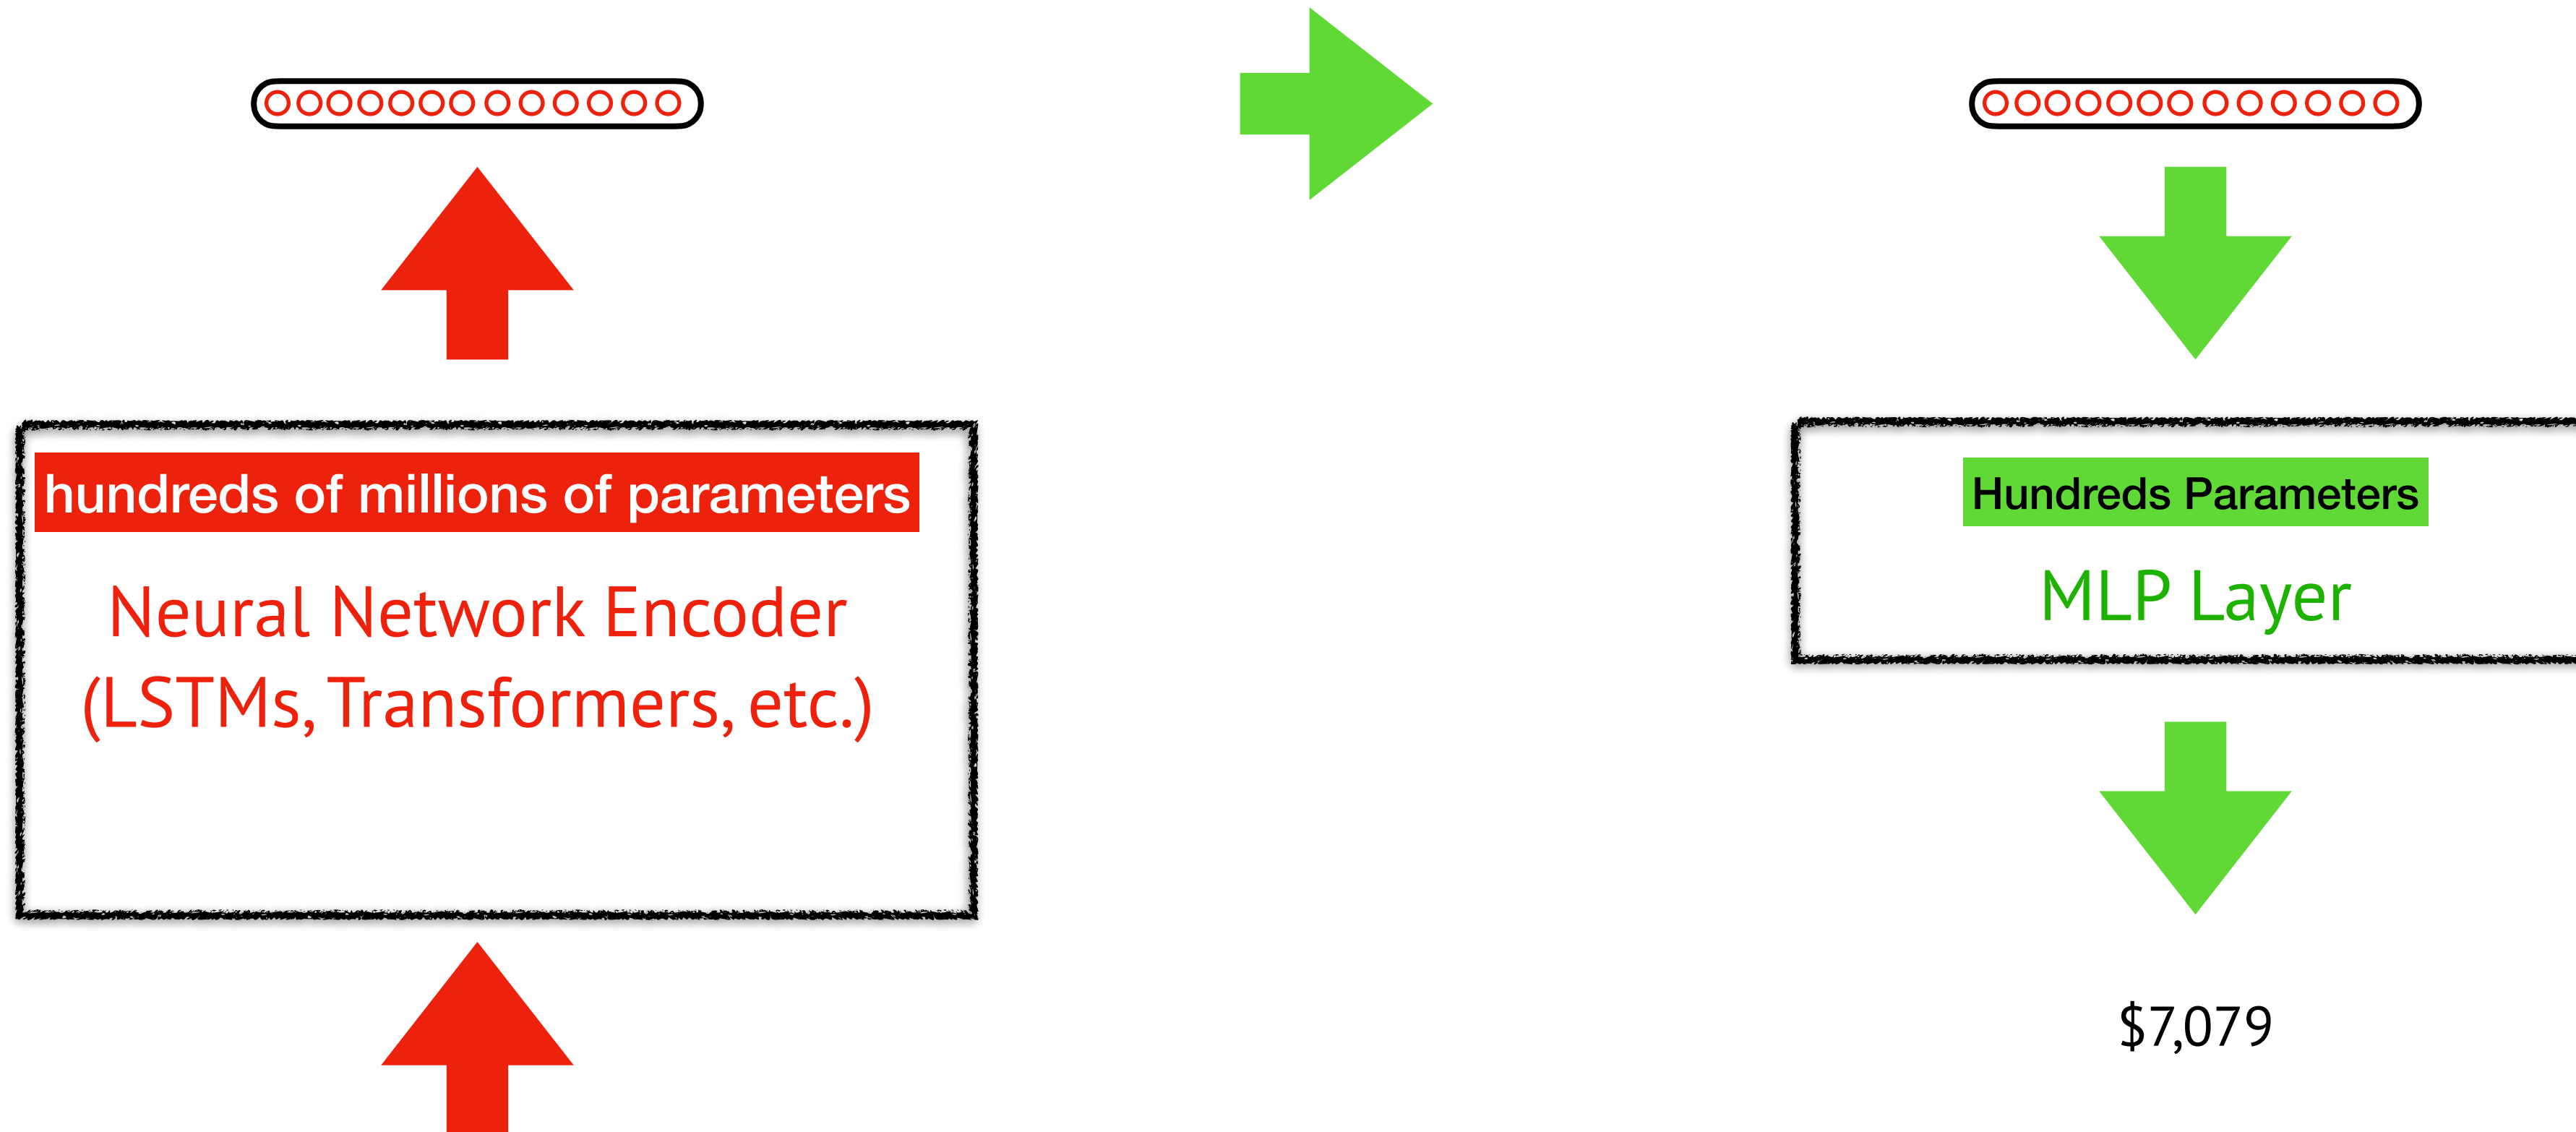 hundreds of millions of parameters
Neural Network Encoder
(LSTMs, Transformers, etc.)
Hundreds Parameters
MLP Layer
$7,079